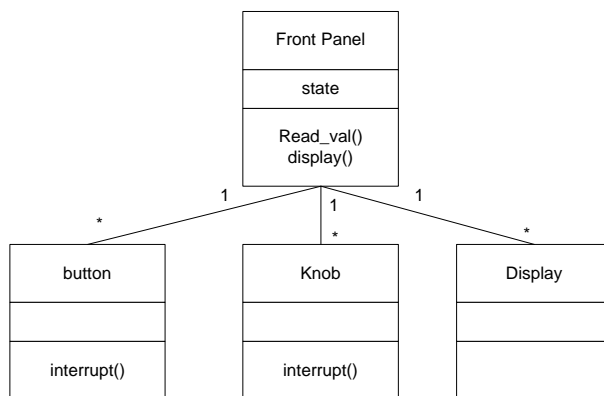 Front Panel
state
Read_val()
display()
1
1
1
*
*
*
button
Knob
Display
interrupt()
interrupt()